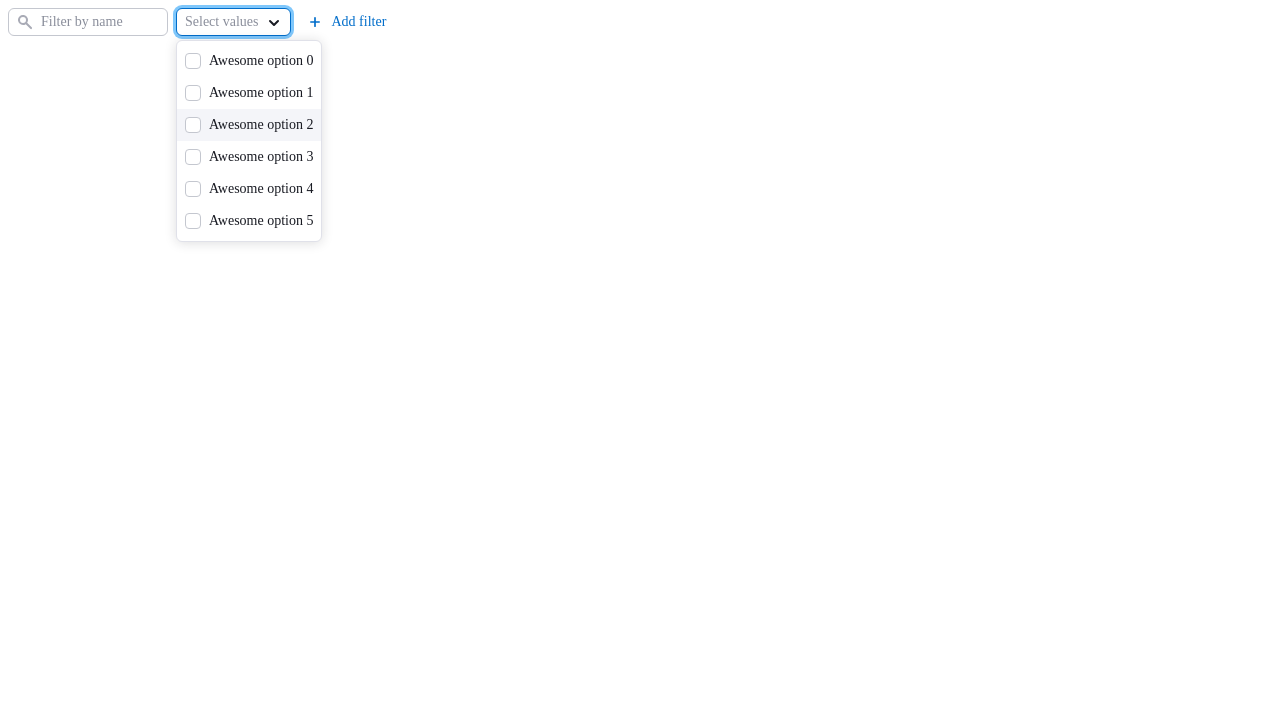 Filter by name
Select values
Add filter
Awesome option 0
Awesome option 1
Awesome option 2
Awesome option 3
Awesome option 4
Awesome option 5